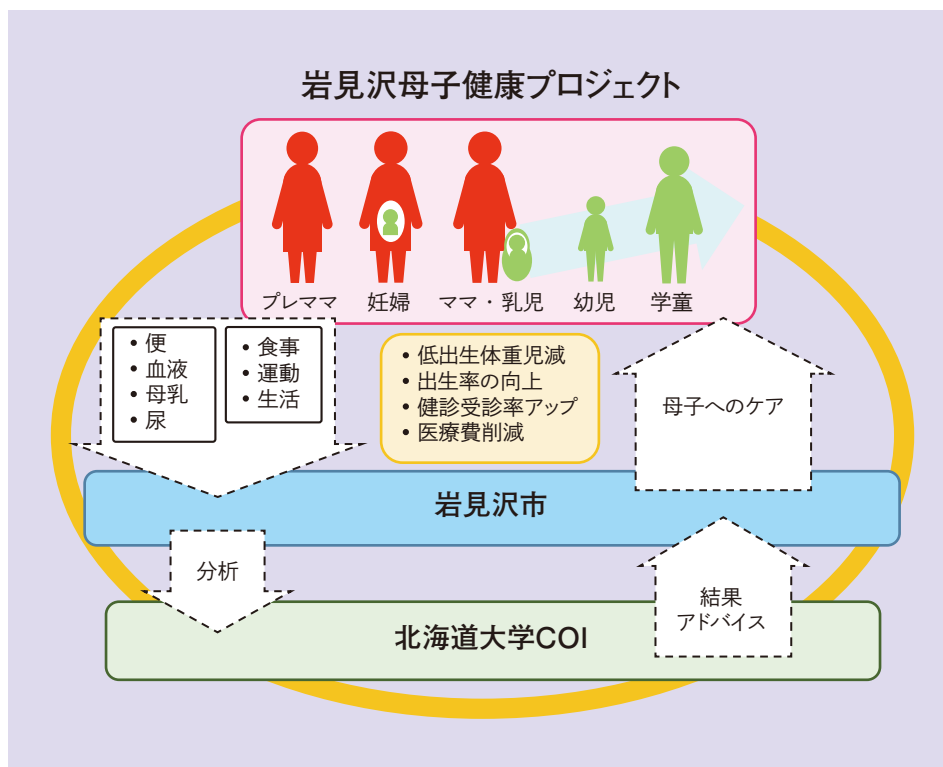 岩見沢母子健康プロジェクト
プレママ
妊婦
ママ・乳児
幼児
学童
• 便
• 血液
• 母乳
• 尿
• 食事
• 運動
• 生活
• 低出生体重児減
• 出生率の向上
• 健診受診率アップ
• 医療費削減
母子へのケア
岩見沢市
分析
結果
アドバイス
北海道大学COI